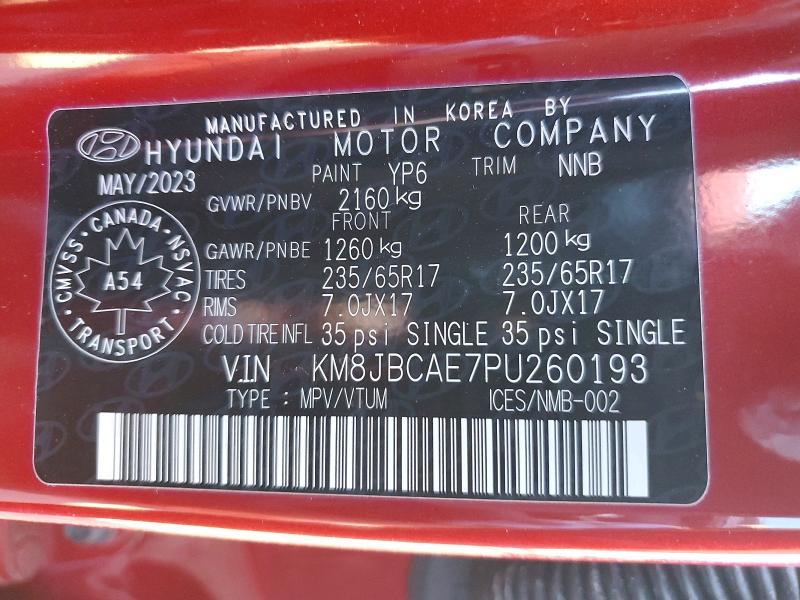 MANUFACTURED IN KOREA BY
HYUNDAI MOTOR COMPANY
MAY/2023 PAINT YP6 TRIM NNB
GVWR/PNBV 2160 kg
FRONT REAR
GAWR/PNBE 1260 kg 1200 kg
TIRES 235/65R17 235/65R17
RIMS 7.0JX17 7.0JX17
COLD TIRE INFL 35 psi SINGLE 35 psi SINGLE
V.I.N KM8JBCAE7PU260193
TYPE : MPV/VTUM ICES/NMB-002
CMVSS · CANADA · NSVAC
A54
· TRANSPORT ·